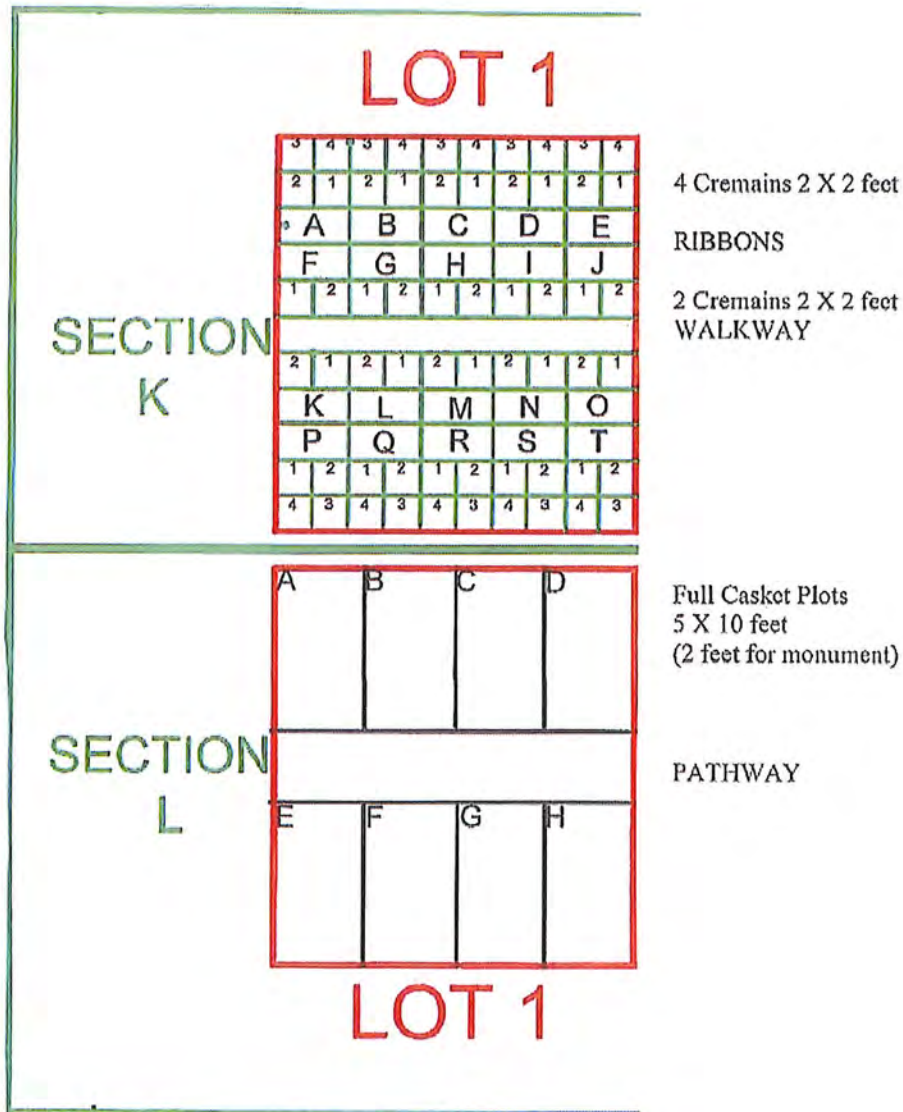 LOT 1
3 4 3 4 3 4 3 4 3 4
2 1 2 1 2 1 2 1 2 1
4 Cremains 2 X 2 feet
A B C D E
RIBBONS
F G H I J
1 2 1 2 1 2 1 2 1 2
2 Cremains 2 X 2 feet
WALKWAY
SECTION
K
2 1 2 1 2 1 2 1 2 1
K L M N O
P Q R S T
1 2 1 2 1 2 1 2 1 2
4 3 4 3 4 3 4 3 4 3
A B C D
Full Casket Plots
5 X 10 feet
(2 feet for monument)
SECTION
L
PATHWAY
E F G H
LOT 1